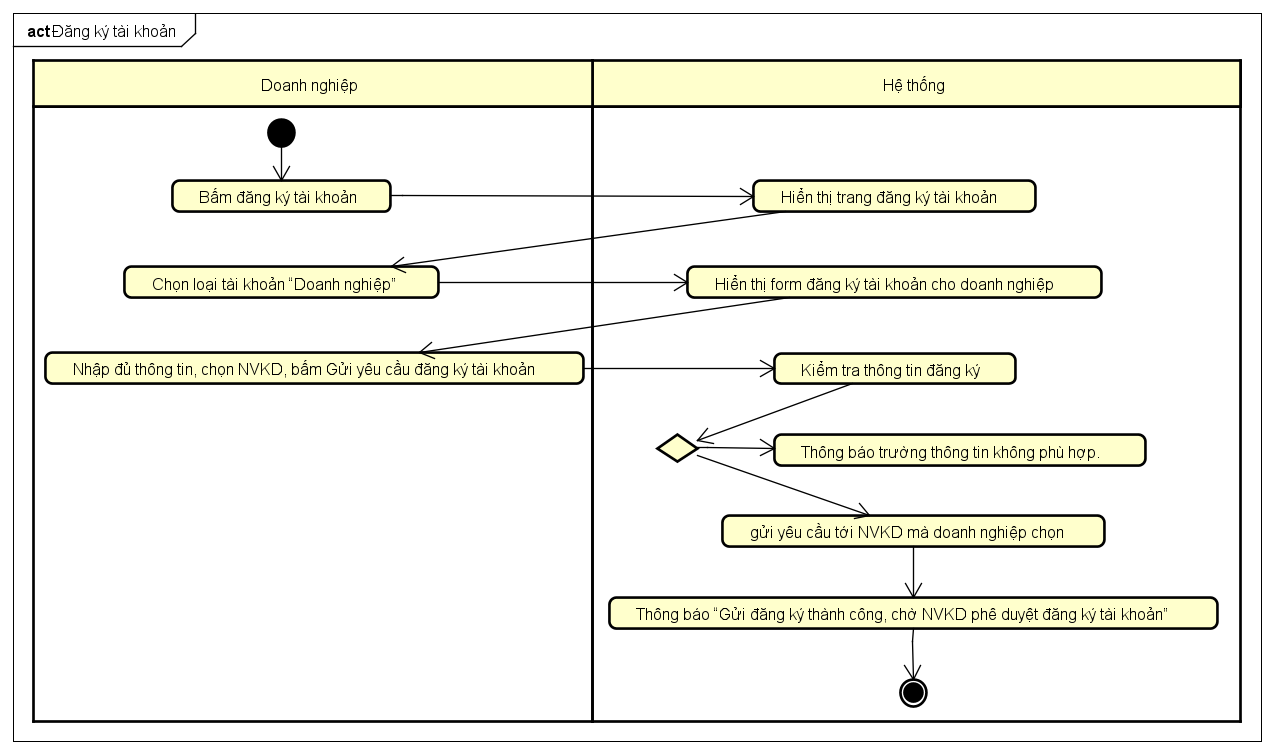 act Đăng ký tài khoản
Doanh nghiệp
Hệ thống
Bấm đăng ký tài khoản
Hiển thị trang đăng ký tài khoản
Chọn loại tài khoản “Doanh nghiệp”
Hiển thị form đăng ký tài khoản cho doanh nghiệp
Nhập đủ thông tin, chọn NVKD, bấm Gửi yêu cầu đăng ký tài khoản
Kiểm tra thông tin đăng ký
Thông báo trường thông tin không phù hợp.
gửi yêu cầu tới NVKD mà doanh nghiệp chọn
Thông báo “Gửi đăng ký thành công, chờ NVKD phê duyệt đăng ký tài khoản”